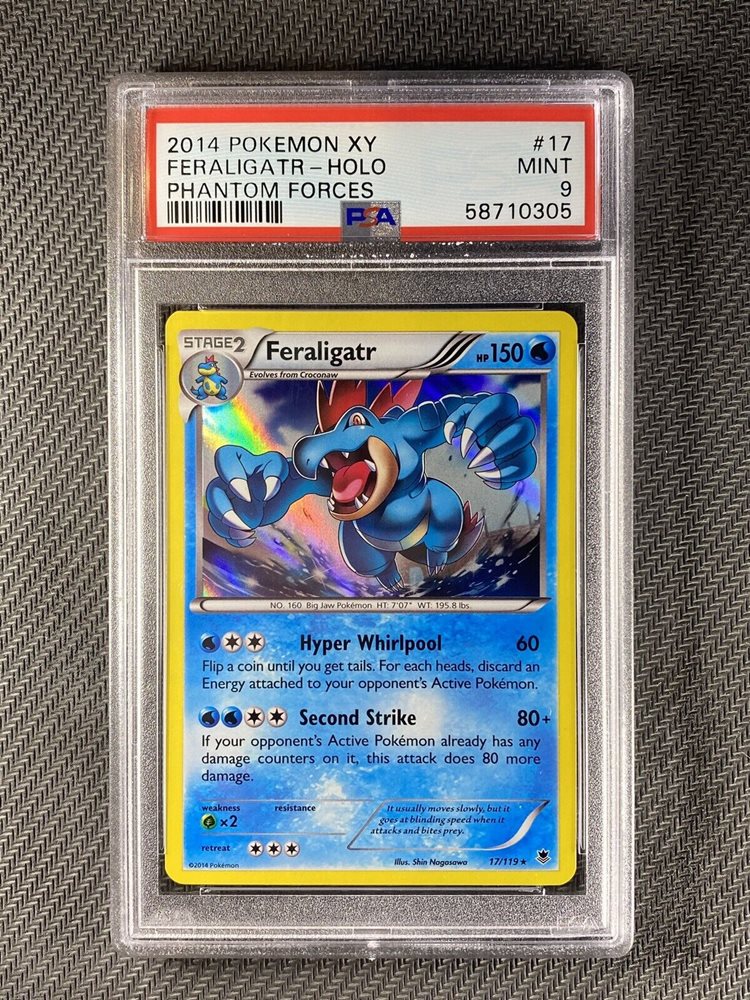 2014 POKEMON XY #17
FERALIGATR-HOLO MINT
PHANTOM FORCES 9
PSA 58710305
STAGE2 Feraligatr HP150
Evolves from Croconaw
NO. 160 Big Jaw Pokémon HT: 7'07" WT: 195.8 lbs.
Hyper Whirlpool 60
Flip a coin until you get tails. For each heads, discard an
Energy attached to your opponent's Active Pokémon.
Second Strike 80+
If your opponent's Active Pokémon already has any
damage counters on it, this attack does 80 more
damage.
weakness resistance
×2
It usually moves slowly, but it
goes at blinding speed when it
attacks and bites prey.
retreat
©2014 Pokémon Illus. Shin Nagasawa 17/119★